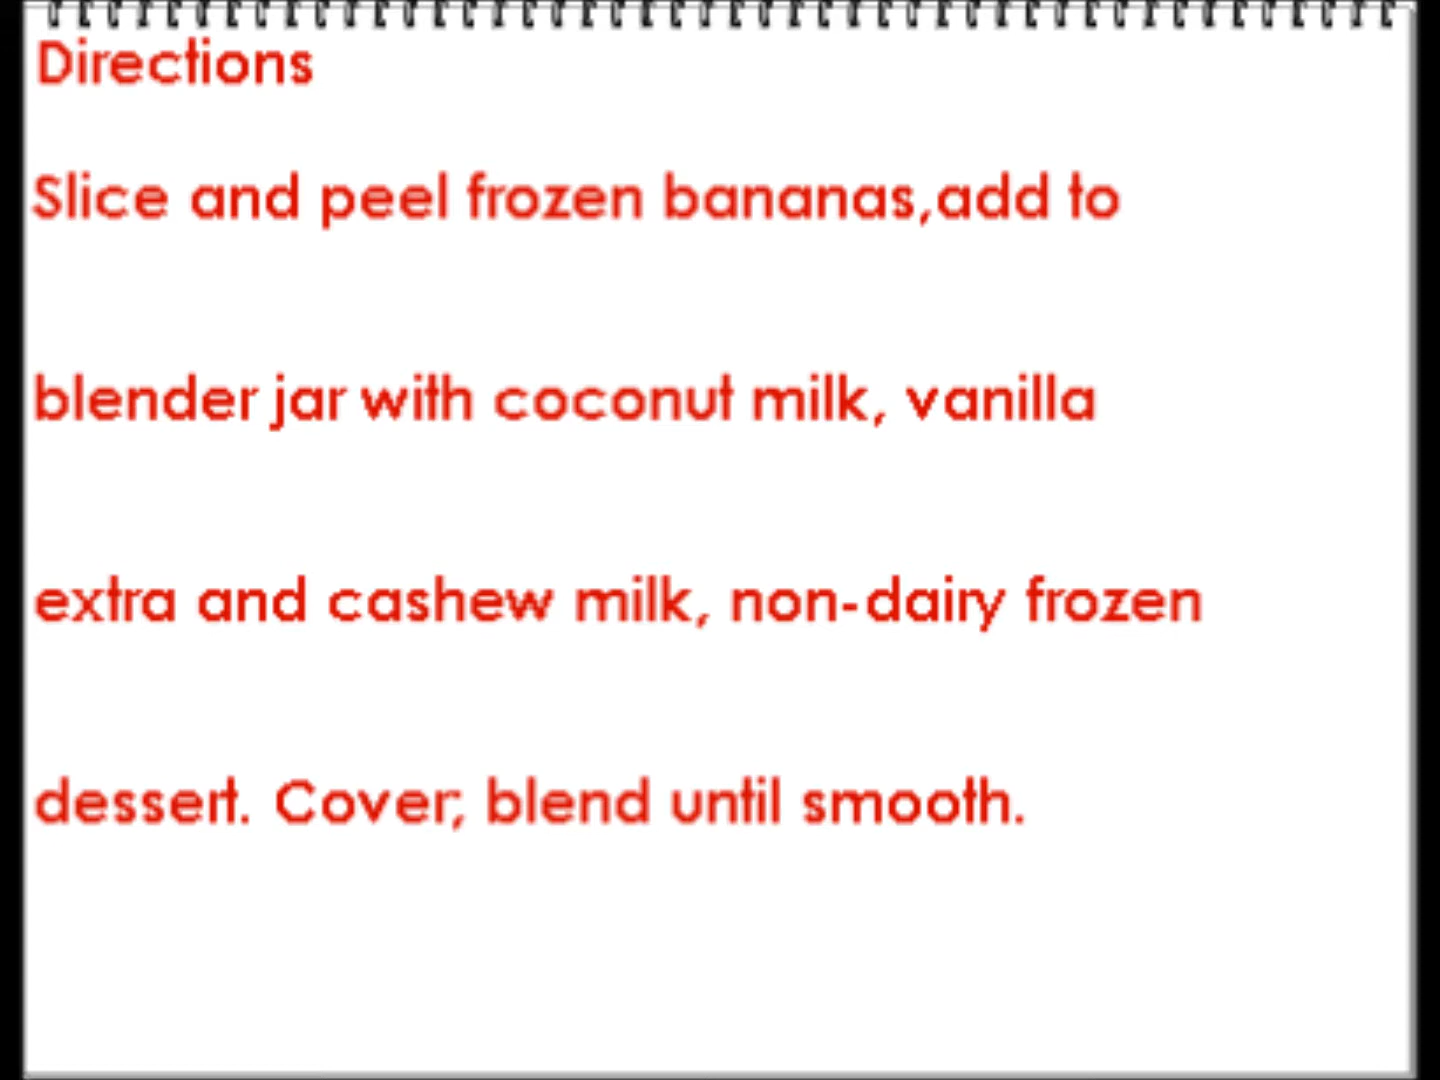 Directions
Slice and peel frozen bananas,add to
blender jar with coconut milk, vanilla
extra and cashew milk, non-dairy frozen
dessert. Cover; blend until smooth.